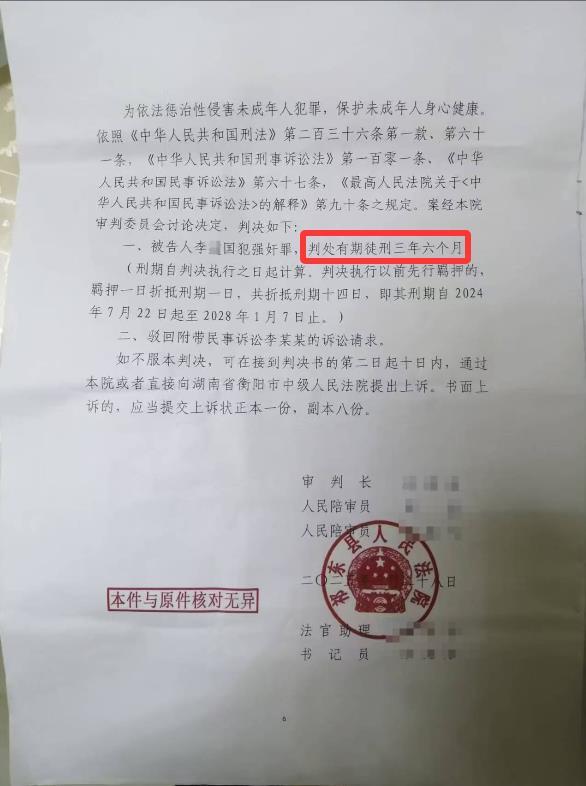 为依法惩治性侵害未成年人犯罪，保护未成年人身心健康。
依照《中华人民共和国刑法》第二百三十六条第一款、第六十
一条，《中华人民共和国刑事诉讼法》第一百零一条、《中华
人民共和国民事诉讼法》第六十七条，《最高人民法院关于<中
华人民共和国刑事诉讼法>的解释》第九十条之规定。案经本院
审判委员会讨论决定，判决如下：
一、被告人李 国犯强奸罪，判处有期徒刑三年六个月
（刑期自判决执行之日起计算。判决执行以前先行羁押的，
羁押一日折抵刑期一日，共折抵刑期十四日，即其刑期自2024
年7月22日起至2028年1月7日止。）
二、驳回附带民事诉讼李某某的诉讼请求。
如不服本判决，可在接到判决书的第二日起十日内，通过
本院或者直接向湖南省衡阳市中级人民法院提出上诉。书面上
诉的，应当提交上诉状正本一份，副本八份。
审 判 长
人民陪审员
人民陪审员
二〇二 十八日
祁东县人民法院
本件与原件核对无异
法官助理
书 记 员
6